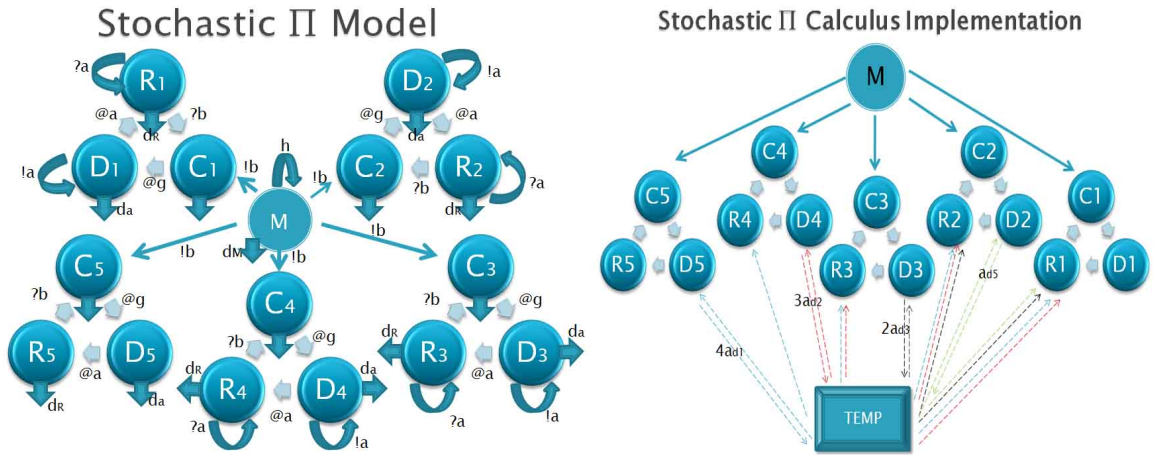 Stochastic Π Model
?a
R1
@a
?b
dR
!a
D1
@g
C1
da
!b
D2
!a
@g
@a
da
C2
?b
R2
?a
dR
h
!b
M
dM
!b
!b
!b
C5
?b
@g
R5
@a
D5
dR
da
C4
?b
@g
dR
R4
@a
D4
da
?a
!a
C3
?b
@g
dR
R3
@a
D3
da
?a
!a
Stochastic Π Calculus Implementation
M
C4
C2
C5
C3
C1
R4
D4
R2
D2
R5
D5
R3
D3
R1
D1
3ad2
2ad3
ad5
4ad1
TEMP